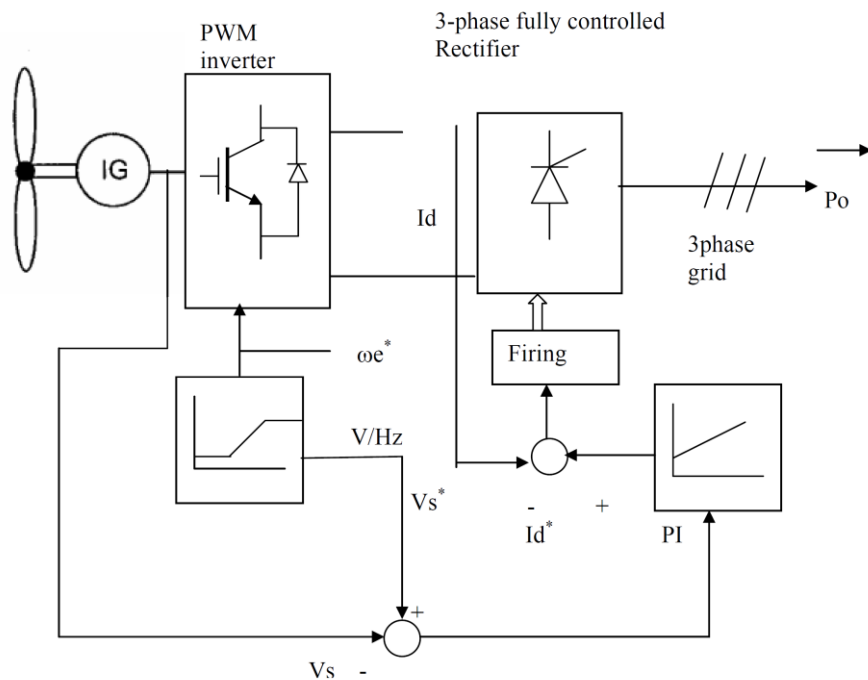 PWM
inverter
3-phase fully controlled
Rectifier
IG
Id
Po
3phase
grid
Firing
ωe*
V/Hz
Vs*
-
+
Id*
PI
+
Vs -